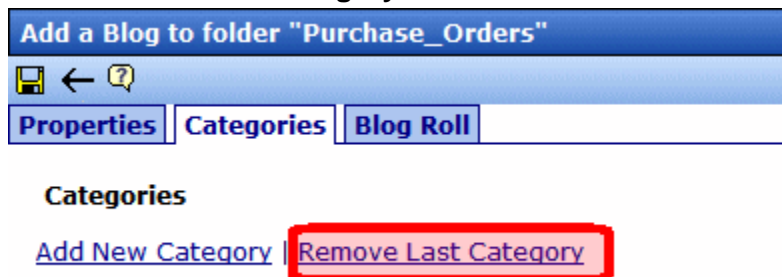 Add a Blog to folder "Purchase_Orders"
Properties Categories Blog Roll
Categories
Add New Category | Remove Last Category